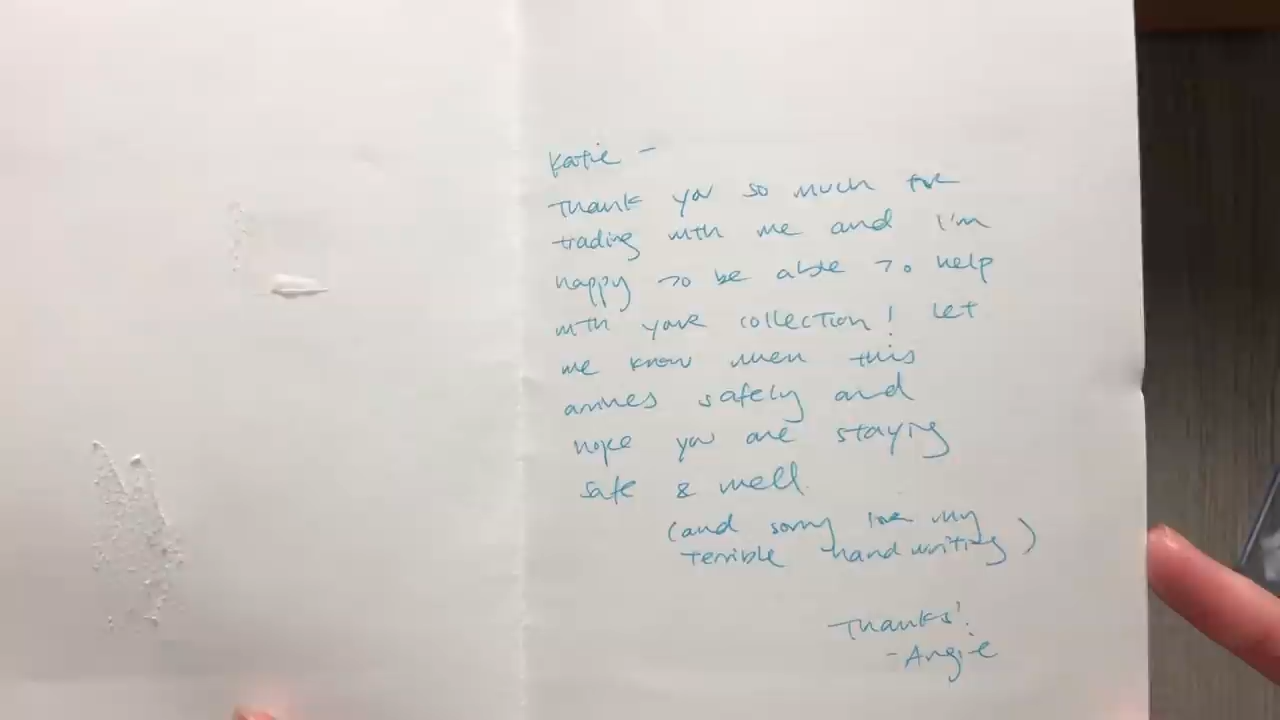 Katie -
Thank you so much for
trading with me and I'm
happy to be able to help
with your collection! Let
me know when this
arrives safely and
hope you are staying
safe & well.
(and sorry for my
terrible handwriting)
Thanks!
- Angie